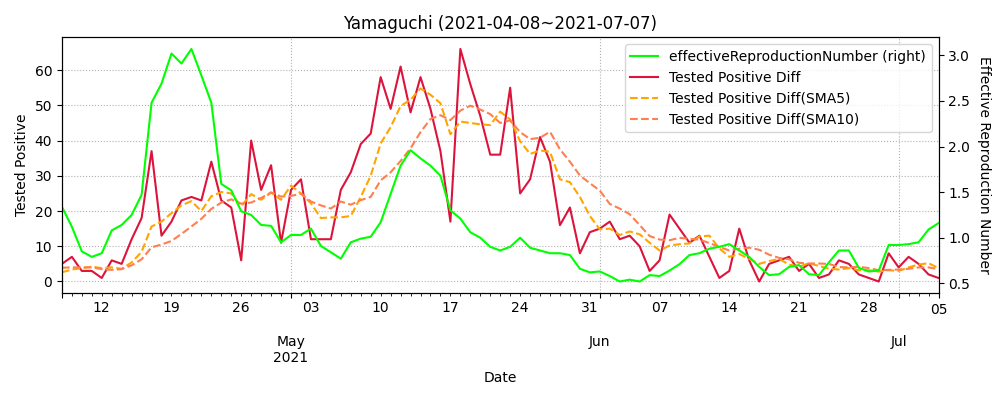 Yamaguchi (2021-04-08~2021-07-07)
effectiveReproductionNumber (right)
Tested Positive Diff
Tested Positive Diff(SMA5)
Tested Positive Diff(SMA10)
Tested Positive
60
50
40
30
20
10
0
3.0
2.5
2.0
1.5
1.0
0.5
Effective Reproduction Number
12 19 26 03 10 17 24 31 07 14 21 28 05
May Jun Jul
2021
Date